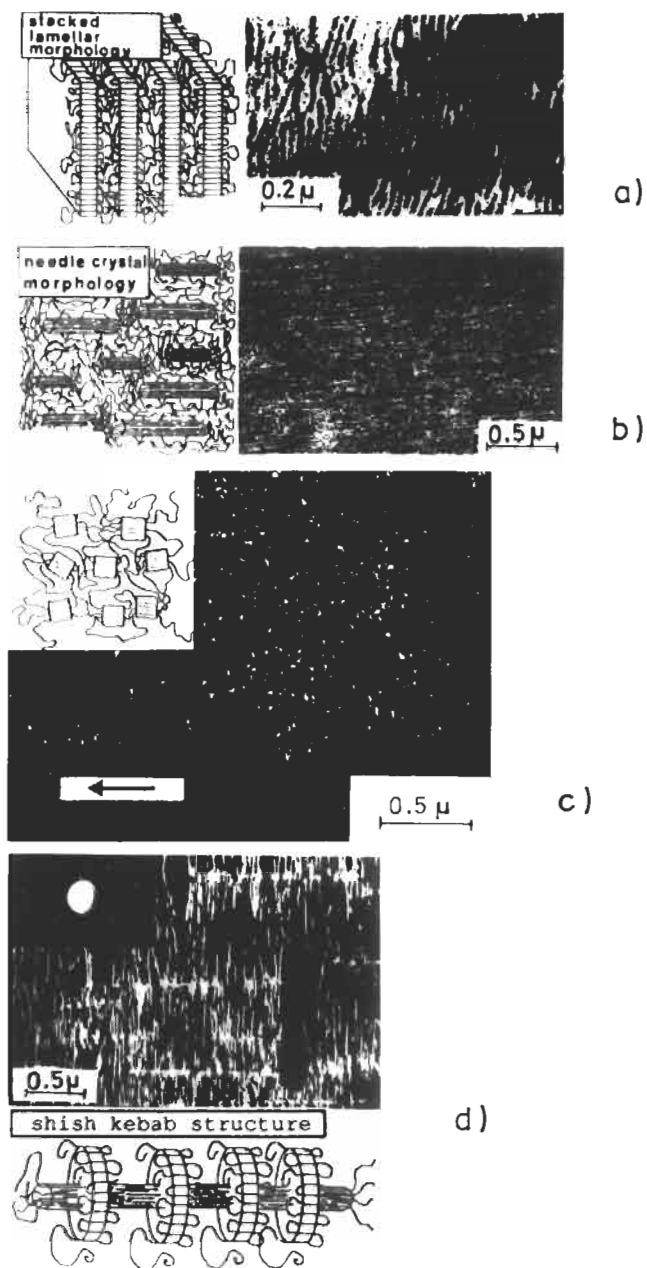 stacked
lamellar
morphology
0.2 μ
a)
needle crystal
morphology
0.5 μ
b)
0.5 μ
c)
0.5 μ
shish kebab structure
d)